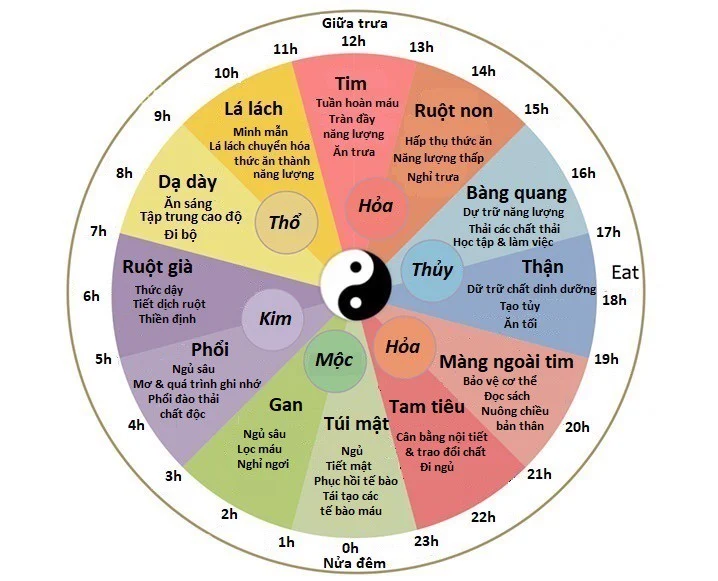 Giữa trưa
12h
13h
14h
15h
16h
17h
Eat
18h
19h
20h
21h
22h
23h
0h
Nửa đêm
1h
2h
3h
4h
5h
6h
7h
8h
9h
10h
11h
Tim
Tuần hoàn máu
Tràn đầy
năng lượng
Ăn trưa
Ruột non
Hấp thụ thức ăn
Năng lượng thấp
Nghỉ trưa
Hỏa
Bàng quang
Dự trữ năng lượng
Thải các chất thải
Học tập & làm việc
Thận
Dữ trữ chất dinh dưỡng
Tạo tủy
Ăn tối
Thủy
Màng ngoài tim
Bảo vệ cơ thể
Đọc sách
Nuông chiều
bản thân
Tam tiêu
Cân bằng nội tiết
& trao đổi chất
Đi ngủ
Hỏa
Túi mật
Ngủ
Tiết mật
Phục hồi tế bào
Tái tạo các
tế bào máu
Gan
Ngủ sâu
Lọc máu
Nghỉ ngơi
Mộc
Phổi
Ngủ sâu
Mơ & quá trình ghi nhớ
Phổi đào thải
chất độc
Ruột già
Thức dậy
Tiết dịch ruột
Thiền định
Kim
Dạ dày
Ăn sáng
Tập trung cao độ
Đi bộ
Lá lách
Minh mẫn
Lá lách chuyển hóa
thức ăn thành
năng lượng
Thổ